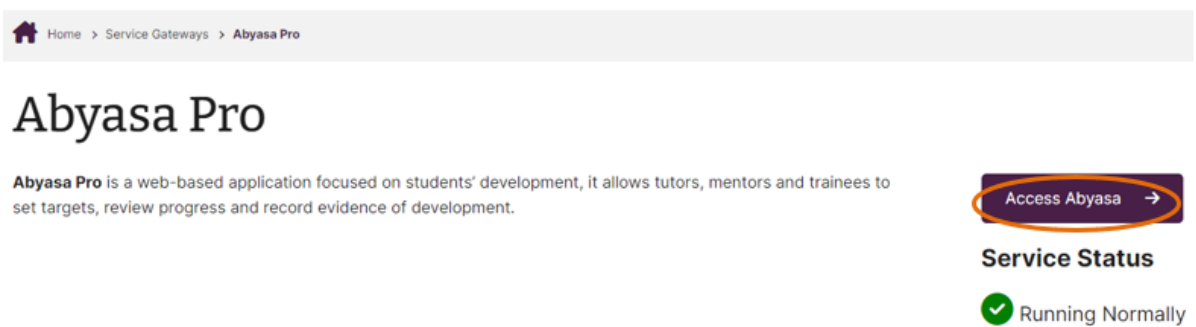 Home > Service Gateways > Abyasa Pro
Abyasa Pro
Abyasa Pro is a web-based application focused on students' development, it allows tutors, mentors and trainees to
set targets, review progress and record evidence of development.
Access Abyasa →
Service Status
Running Normally